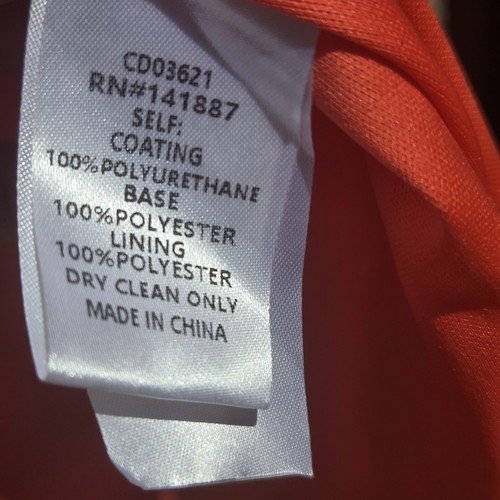 CD03621
RN#141887
SELF:
COATING
100%POLYURETHANE
BASE
100%POLYESTER
LINING
100%POLYESTER
DRY CLEAN ONLY
MADE IN CHINA